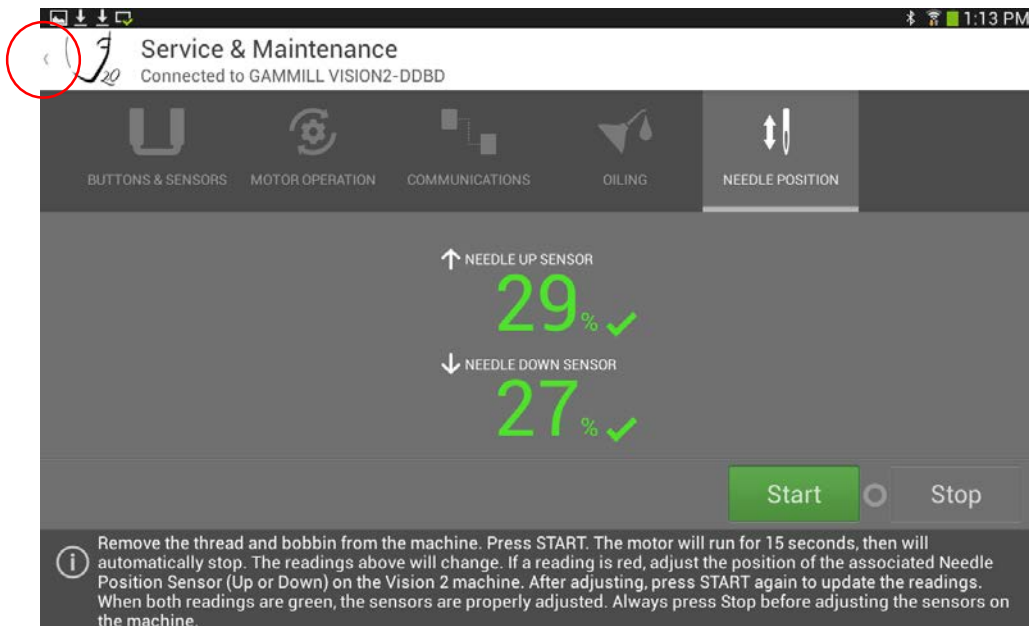 1:13 PM
Service & Maintenance
Connected to GAMMILL VISION2-DDBD
BUTTONS & SENSORS MOTOR OPERATION COMMUNICATIONS OILING NEEDLE POSITION
NEEDLE UP SENSOR
29%
NEEDLE DOWN SENSOR
27%
Start Stop
Remove the thread and bobbin from the machine. Press START. The motor will run for 15 seconds, then will
automatically stop. The readings above will change. If a reading is red, adjust the position of the associated Needle
Position Sensor (Up or Down) on the Vision 2 machine. After adjusting, press START again to update the readings.
When both readings are green, the sensors are properly adjusted. Always press Stop before adjusting the sensors on
the machine.